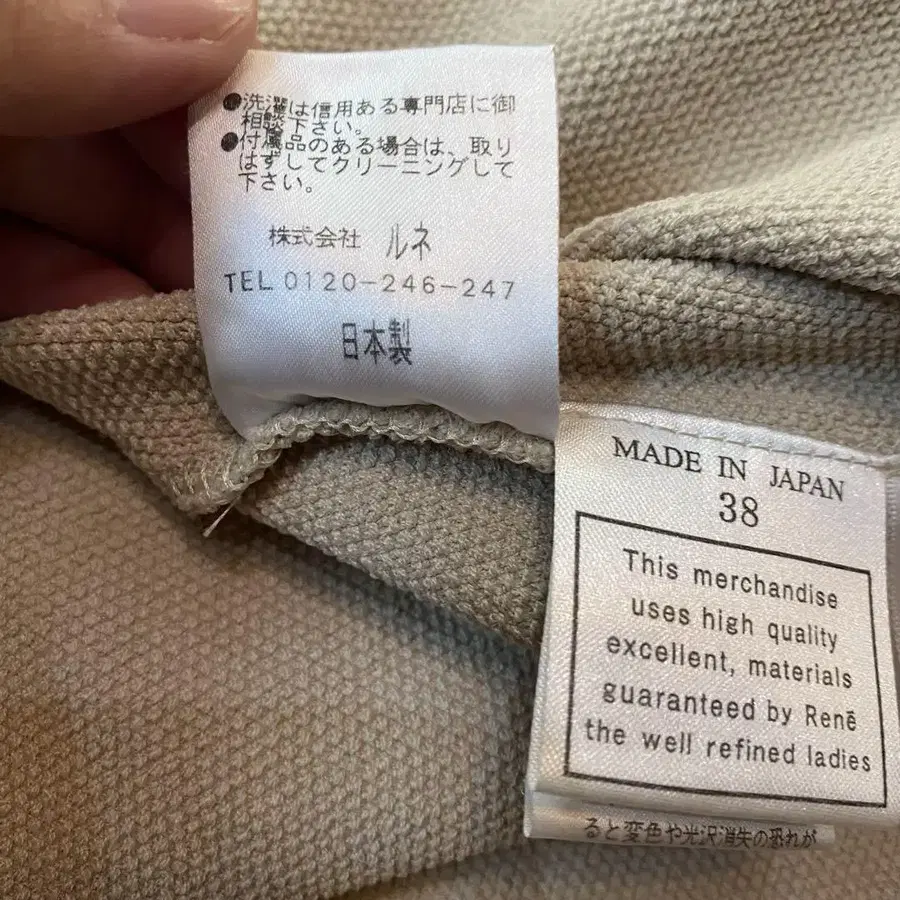 ●洗濯は信用ある専門店に御
相談下さい。
●付属品のある場合は、取り
はずしてクリーニングして
下さい。
株式会社 ルネ
TEL 0120-246-247
日本製
MADE IN JAPAN
38
This merchandise
uses high quality
excellent, materials
guaranteed by Renē
the well refined ladies
ると変色や光沢消失の恐れが